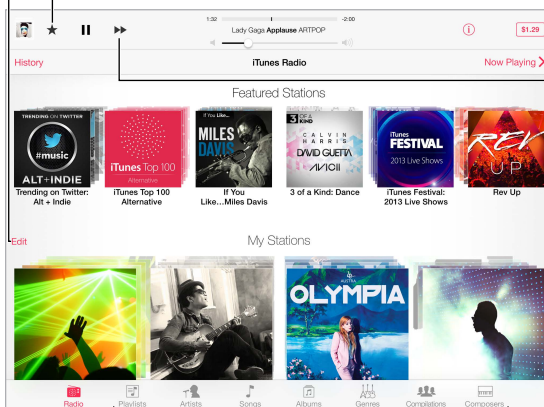 1:32 -2:00
Lady Gaga Applause ARTPOP
$1.29
History iTunes Radio Now Playing
Featured Stations
TRENDING ON TWITTER
#music
ALT+INDIE
iTunes Top 100
Alternative
If You Like...
MILES
DAVIS
3 OF A KIND
CALVIN
HARRIS
DAVID GUETTA
AVICII
iTunes
FESTIVAL
2013 Live Shows
REV
UP
Trending on Twitter:
Alt + Indie
iTunes Top 100
Alternative
If You
Like…Miles Davis
3 of a Kind: Dance
iTunes Festival:
2013 Live Shows
Rev Up
Edit
My Stations
AUSTRA
OLYMPIA
Radio Playlists Artists Songs Albums Genres Compilations Composers